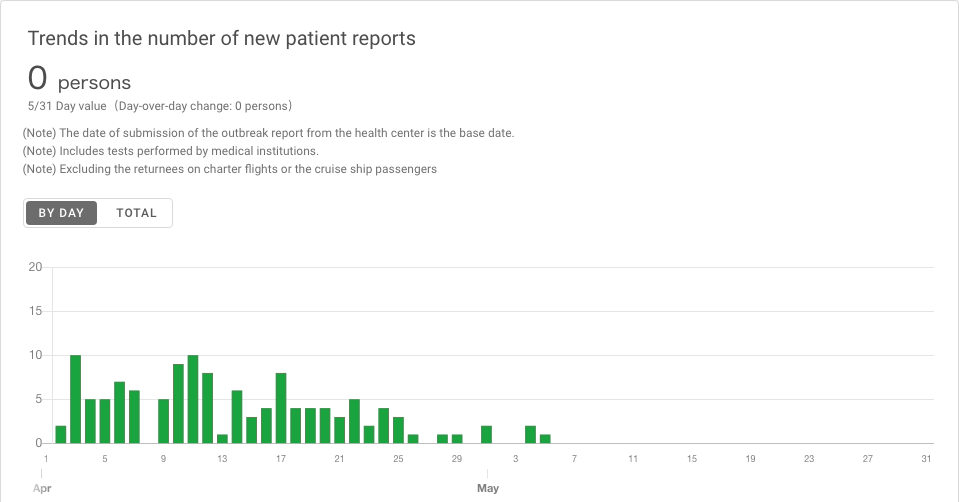 Trends in the number of new patient reports
0 persons
5/31 Day value（Day-over-day change: 0 persons）
(Note) The date of submission of the outbreak report from the health center is the base date.
(Note) Includes tests performed by medical institutions.
(Note) Excluding the returnees on charter flights or the cruise ship passengers
BY DAY TOTAL
20
15
10
5
0
1 5 9 13 17 21 25 29 3 7 11 15 19 23 27 31
Apr May